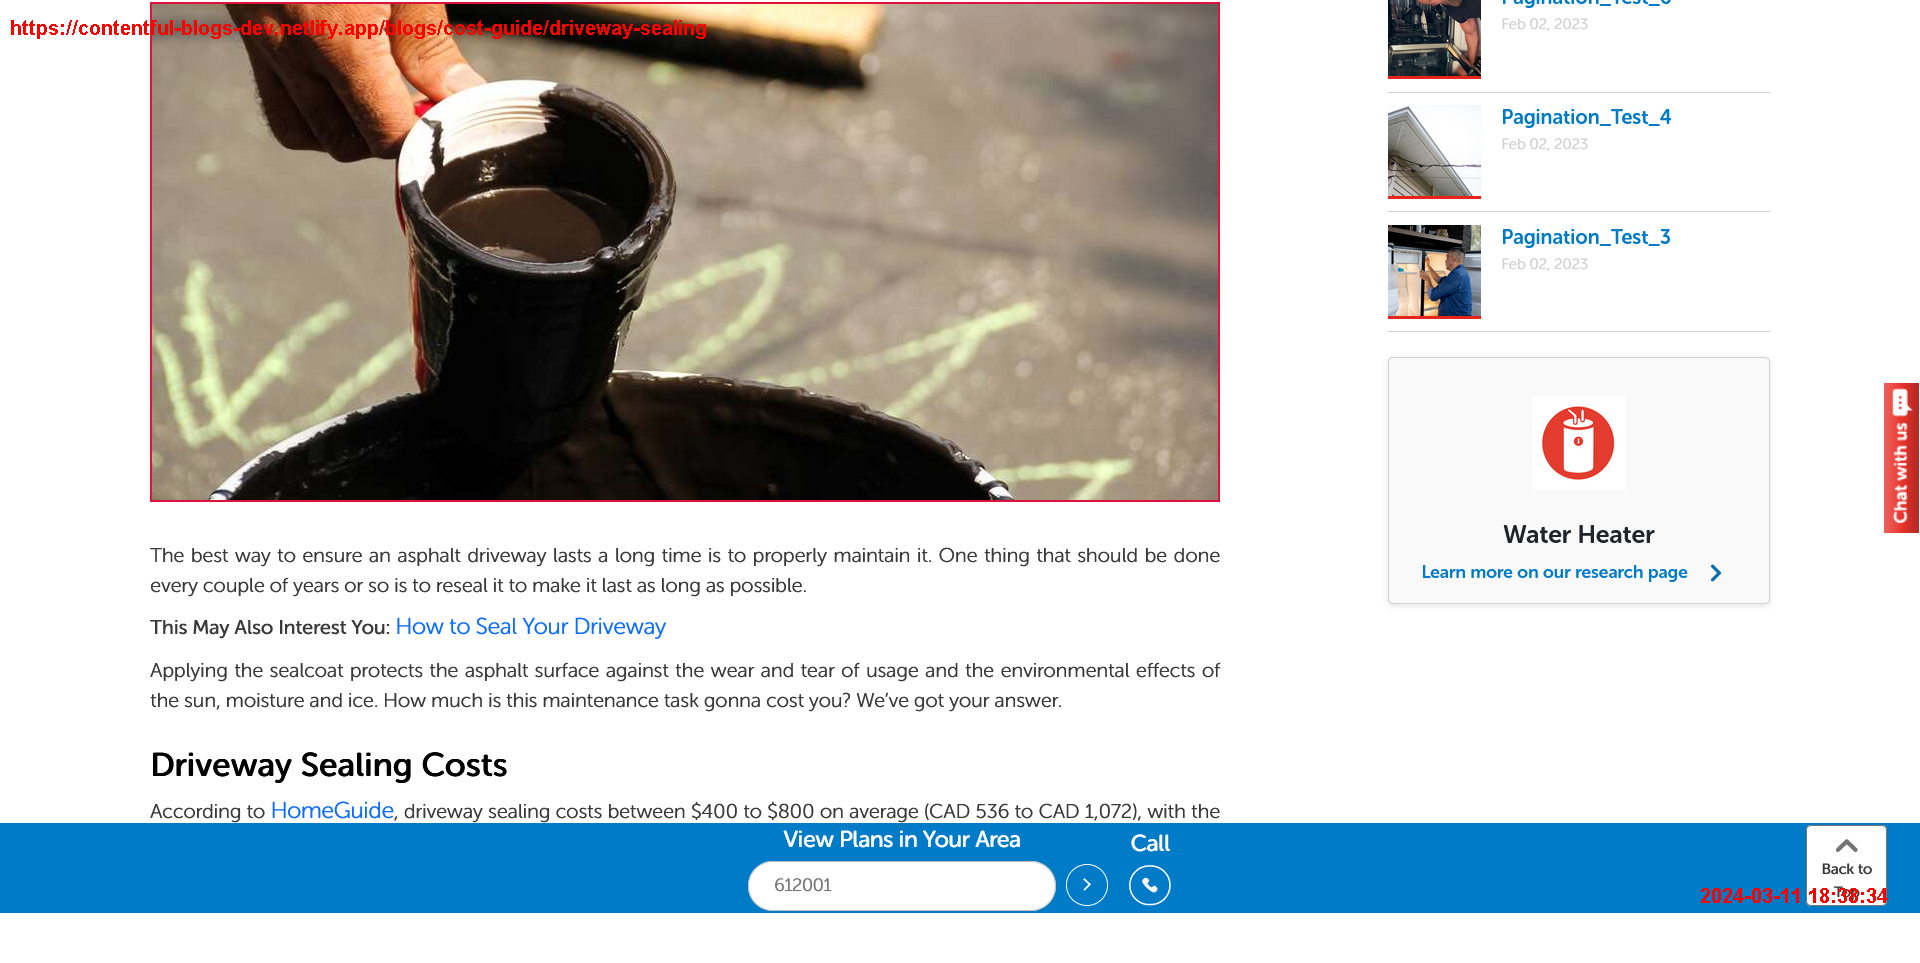 https://contentful-blogs-dev.netlify.app/blogs/cost-guide/driveway-sealing
Feb 02, 2023
Pagination_Test_4
Feb 02, 2023
Pagination_Test_3
Feb 02, 2023
Water Heater
Learn more on our research page
Chat with us
The best way to ensure an asphalt driveway lasts a long time is to properly maintain it. One thing that should be done
every couple of years or so is to reseal it to make it last as long as possible.
This May Also Interest You: How to Seal Your Driveway
Applying the sealcoat protects the asphalt surface against the wear and tear of usage and the environmental effects of
the sun, moisture and ice. How much is this maintenance task gonna cost you? We've got your answer.
Driveway Sealing Costs
According to HomeGuide, driveway sealing costs between $400 to $800 on average (CAD 536 to CAD 1,072), with the
View Plans in Your Area
612001
Call
Back to
Top
2024-03-11 18:38:34